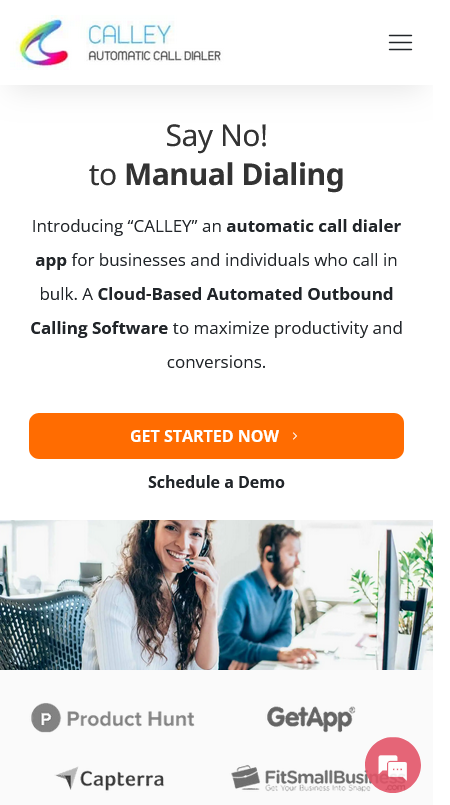 CALLEY
AUTOMATIC CALL DIALER
Say No!
to Manual Dialing
Introducing “CALLEY” an automatic call dialer
app for businesses and individuals who call in
bulk. A Cloud-Based Automated Outbound
Calling Software to maximize productivity and
conversions.
GET STARTED NOW
Schedule a Demo
P Product Hunt
GetApp
Capterra
FitSmallBusiness
Get Your Business Into Shape